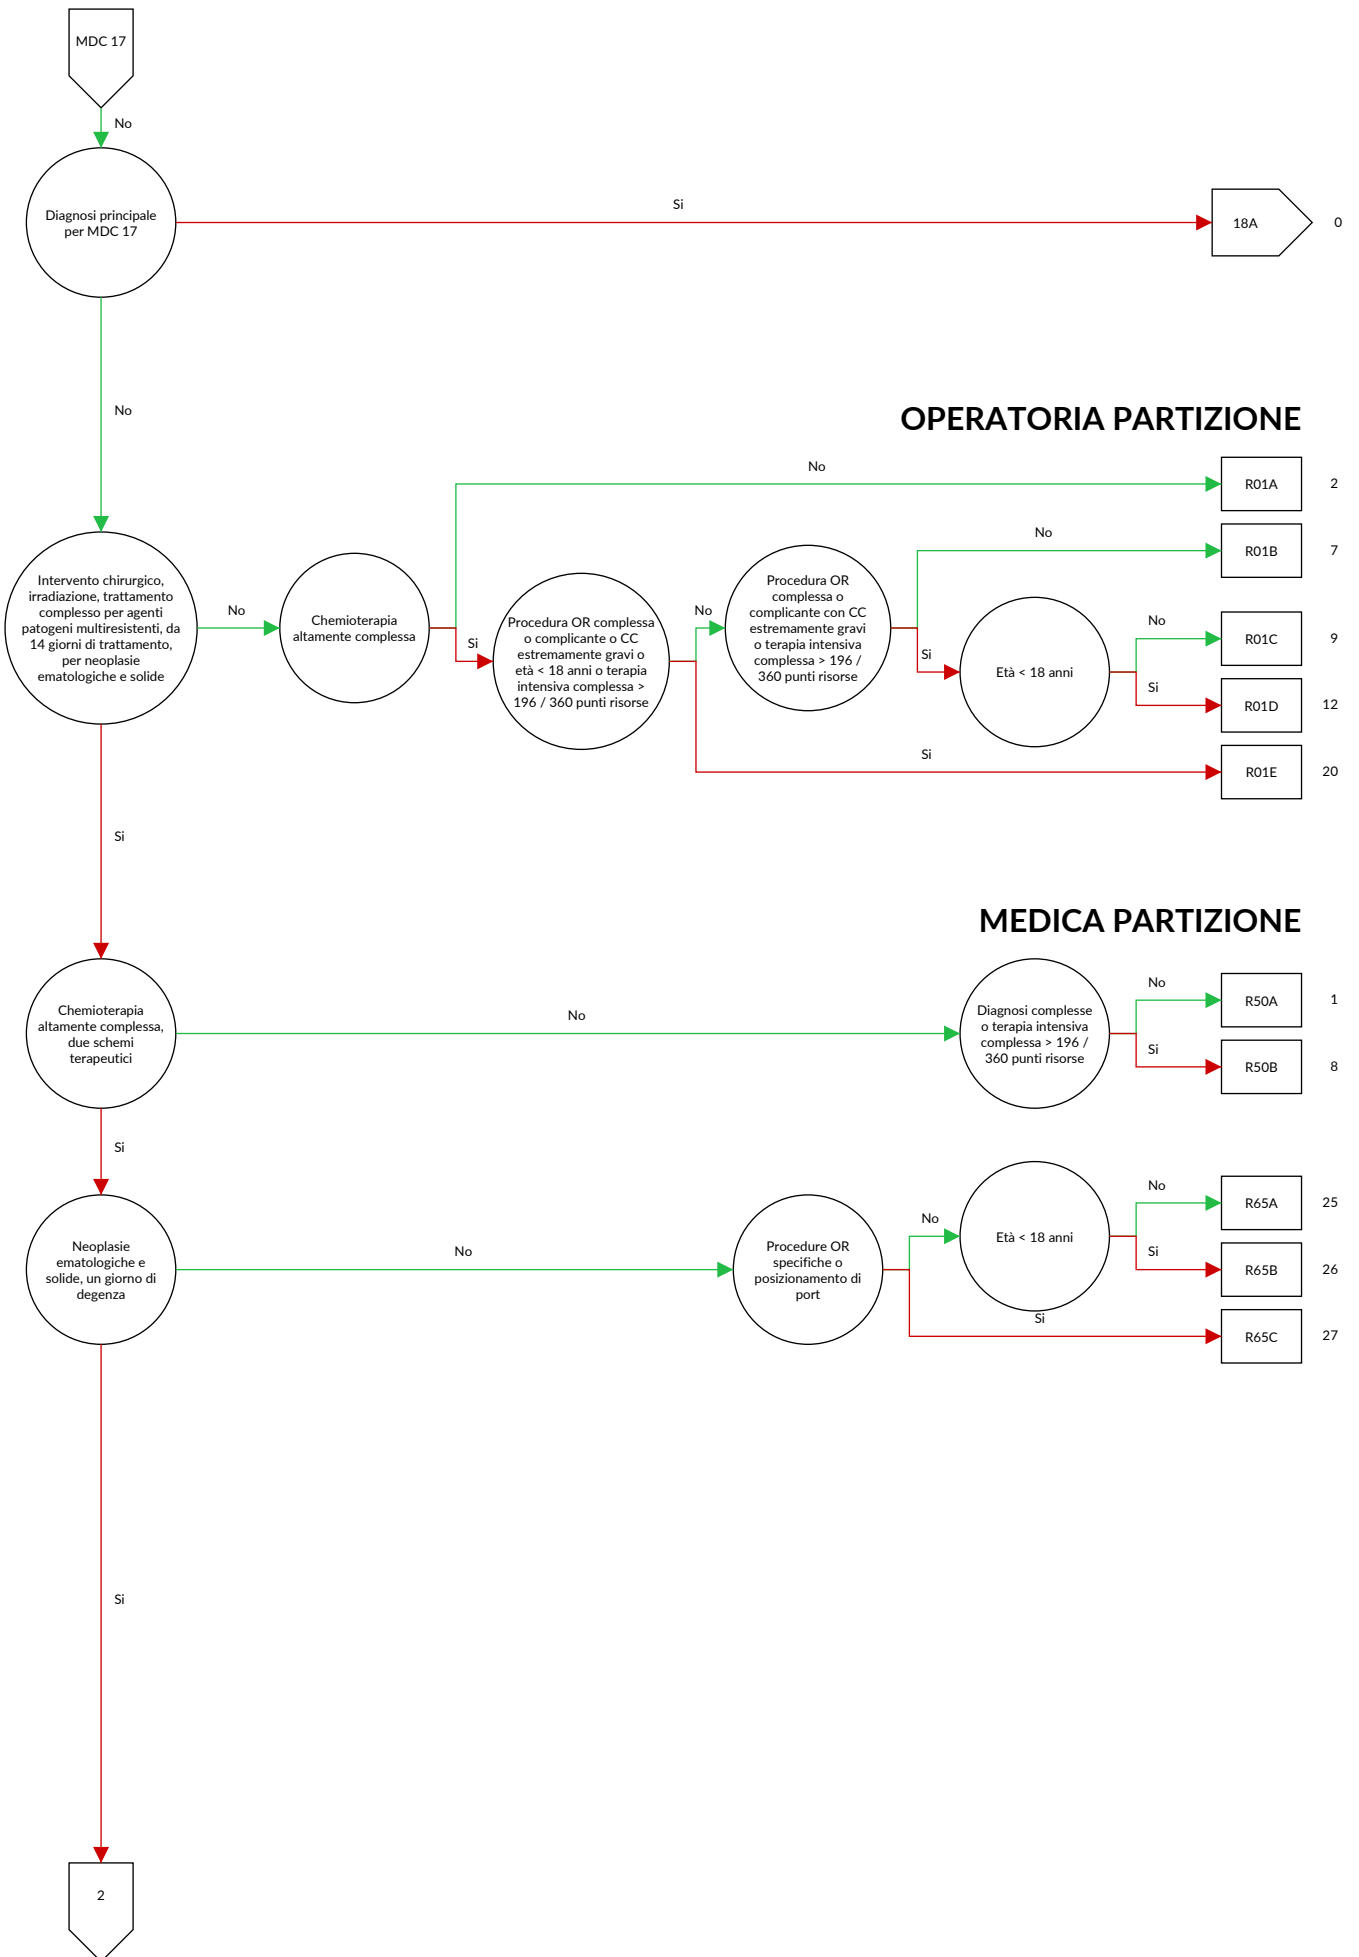 MDC 17
No
Diagnosi principale
per MDC 17
Si
18A
0
No
OPERATORIA PARTIZIONE
No
R01A
2
No
R01B
7
Intervento chirurgico,
irradiazione, trattamento
complesso per agenti
patogeni multiresistenti, da
14 giorni di trattamento,
per neoplasie
ematologiche e solide
No
Chemioterapia
altamente complessa
Si
Procedura OR complessa
o complicante o CC
estremamente gravi o
età < 18 anni o terapia
intensiva complessa >
196 / 360 punti risorse
No
Procedura OR
complessa o
complicante con CC
estremamente gravi
o terapia intensiva
complessa > 196 /
360 punti risorse
Si
Età < 18 anni
No
R01C
9
Si
R01D
12
Si
R01E
20
Si
MEDICA PARTIZIONE
Chemioterapia
altamente complessa,
due schemi
terapeutici
No
Diagnosi complesse
o terapia intensiva
complessa > 196 /
360 punti risorse
No
R50A
1
Si
R50B
8
Si
Neoplasie
ematologiche e
solide, un giorno di
degenza
No
Procedure OR
specifiche o
posizionamento di
port
No
Età < 18 anni
No
R65A
25
Si
R65B
26
Si
R65C
27
Si
2